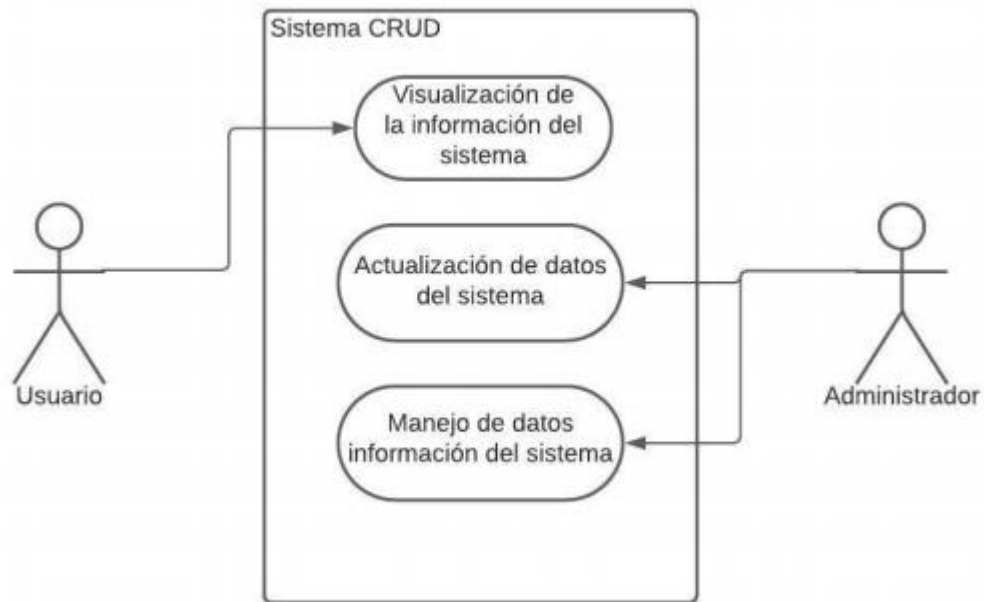 Sistema CRUD
Visualización de
la información del
sistema
Actualización de datos
del sistema
Usuario
Administrador
Manejo de datos
información del sistema